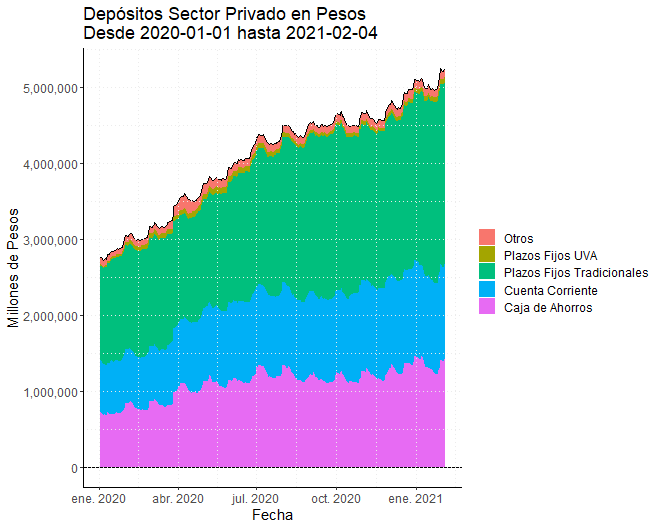 Depósitos Sector Privado en Pesos
Desde 2020-01-01 hasta 2021-02-04
Millones de Pesos
5,000,000
4,000,000
3,000,000
2,000,000
1,000,000
0
ene. 2020
abr. 2020
jul. 2020
oct. 2020
ene. 2021
Fecha
Otros
Plazos Fijos UVA
Plazos Fijos Tradicionales
Cuenta Corriente
Caja de Ahorros